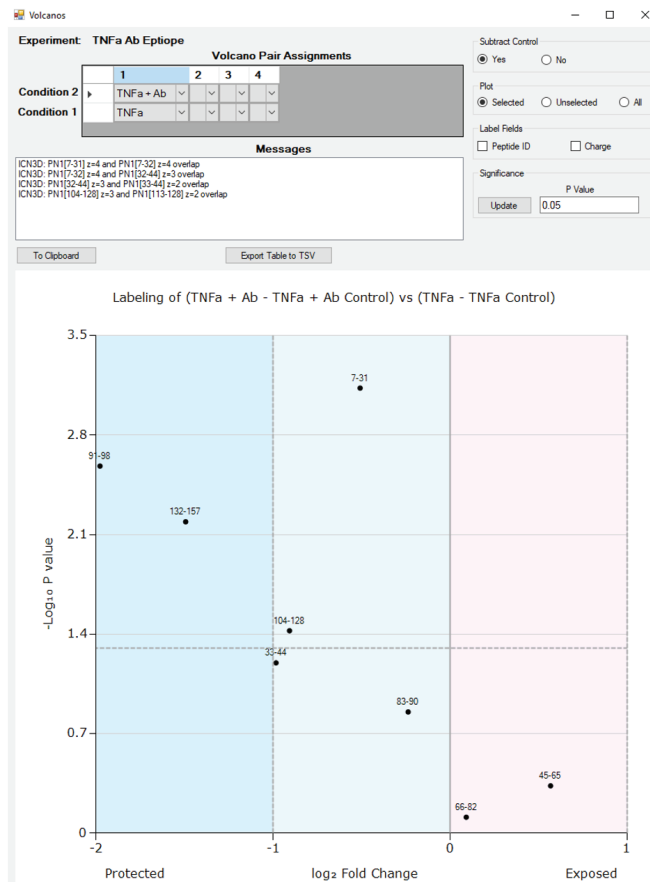 Volcanos
Experiment: TNFa Ab Eptiope
Volcano Pair Assignments
1 2 3 4
Condition 2 TNFa + Ab
Condition 1 TNFa
Messages
ICN3D: PN1[7-31] z=4 and PN1[7-32] z=4 overlap
ICN3D: PN1[7-32] z=4 and PN1[32-44] z=3 overlap
ICN3D: PN1[32-44] z=3 and PN1[33-44] z=2 overlap
ICN3D: PN1[104-128] z=3 and PN1[113-128] z=2 overlap
To Clipboard
Export Table to TSV
Subtract Control
Yes No
Plot
Selected Unselected All
Label Fields
Peptide ID Charge
Significance
P Value
Update 0.05
Labeling of (TNFa + Ab - TNFa + Ab Control) vs (TNFa - TNFa Control)
3.5
7-31
2.8
91-98
132-157
2.1
-Log₁₀ P value
104-128
1.4
33-44
83-90
0.7
45-65
66-82
0
-2 -1 0 1
Protected log₂ Fold Change Exposed